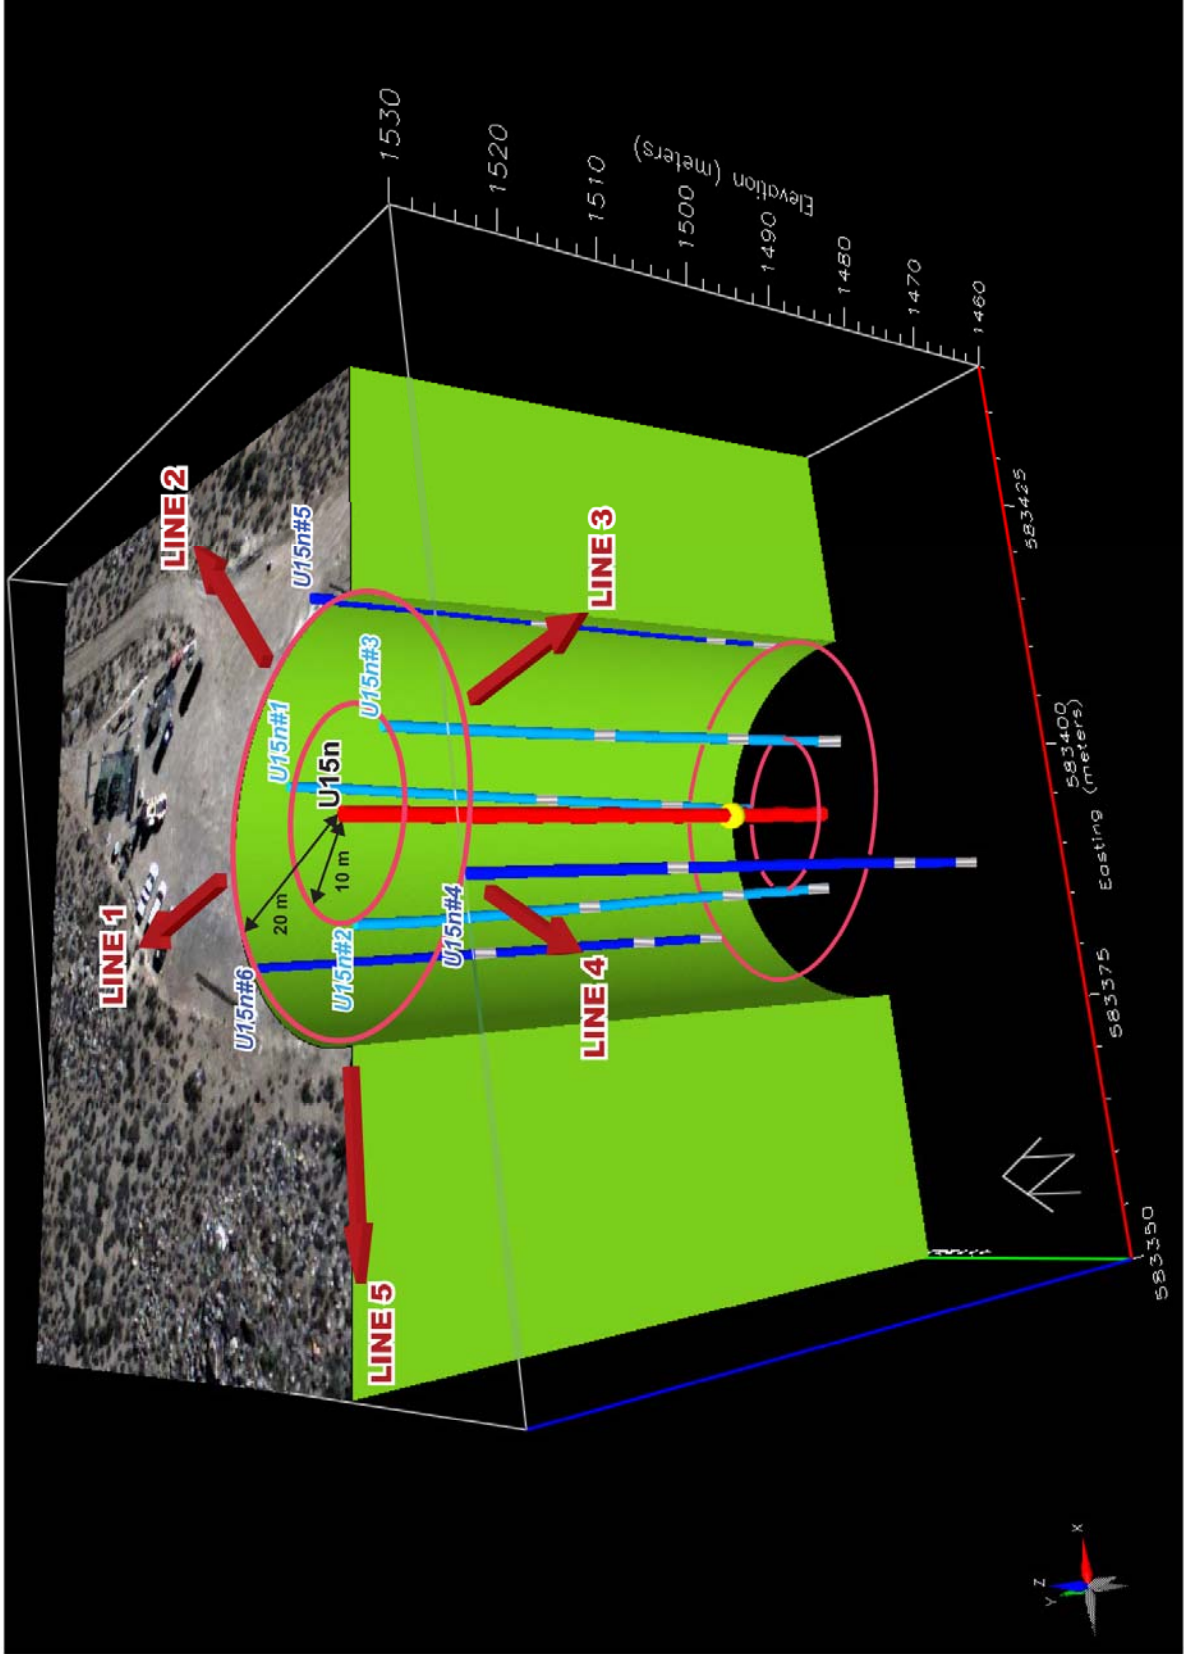 LINE 1
LINE 2
U15n#6
U15n#1
U15n#5
20 m
10 m
U15n
U15n#2
U15n#3
U15n#4
LINE 5
LINE 4
LINE 3
1530
1520
1510
1500
1490
1480
1470
1460
Elevation (meters)
583350
583375
583400
583425
Easting (meters)
Y
Z
X